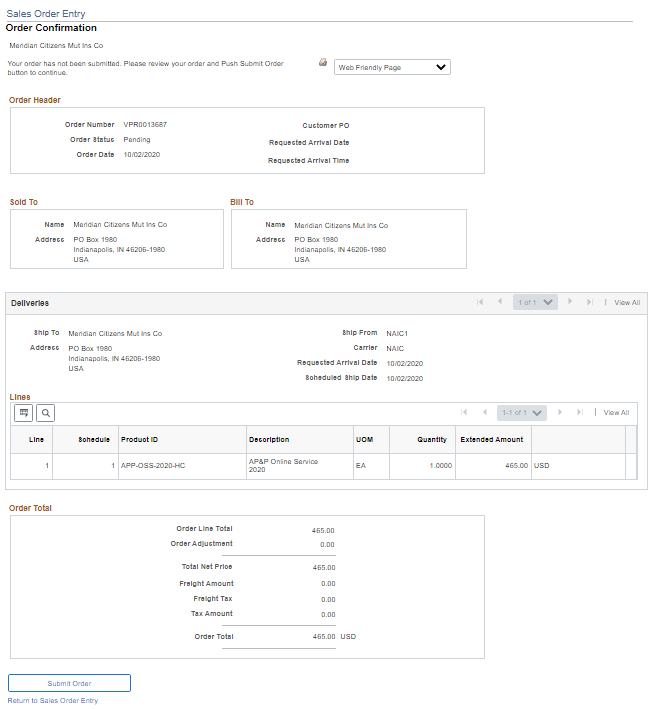 Sales Order Entry
Order Confirmation
Meridian Citizens Mut Ins Co
Your order has not been submitted. Please review your order and Push Submit Order
button to continue.
Web Friendly Page
Order Header
Order Number VPR0013687
Customer PO
Order Status Pending
Requested Arrival Date
Order Date 10/02/2020
Requested Arrival Time
Sold To
Name Meridian Citizens Mut Ins Co
Address PO Box 1980
Indianapolis, IN 46206-1980
USA
Bill To
Name Meridian Citizens Mut Ins Co
Address PO Box 1980
Indianapolis, IN 46206-1980
USA
Deliveries 1 of 1 | View All
Ship To Meridian Citizens Mut Ins Co
Address PO Box 1980
Indianapolis, IN 46206-1980
USA
Ship From NAIC1
Carrier NAIC
Requested Arrival Date 10/02/2020
Scheduled Ship Date 10/02/2020
Lines
1-1 of 1 | View All
Line Schedule Product ID Description UOM Quantity Extended Amount
1 1 APP-OSS-2020-HC AP&P Online Service EA 1.0000 465.00 USD
2020
Order Total
Order Line Total 465.00
Order Adjustment 0.00
Total Net Price 465.00
Freight Amount 0.00
Freight Tax 0.00
Tax Amount 0.00
Order Total 465.00 USD
Submit Order
Return to Sales Order Entry